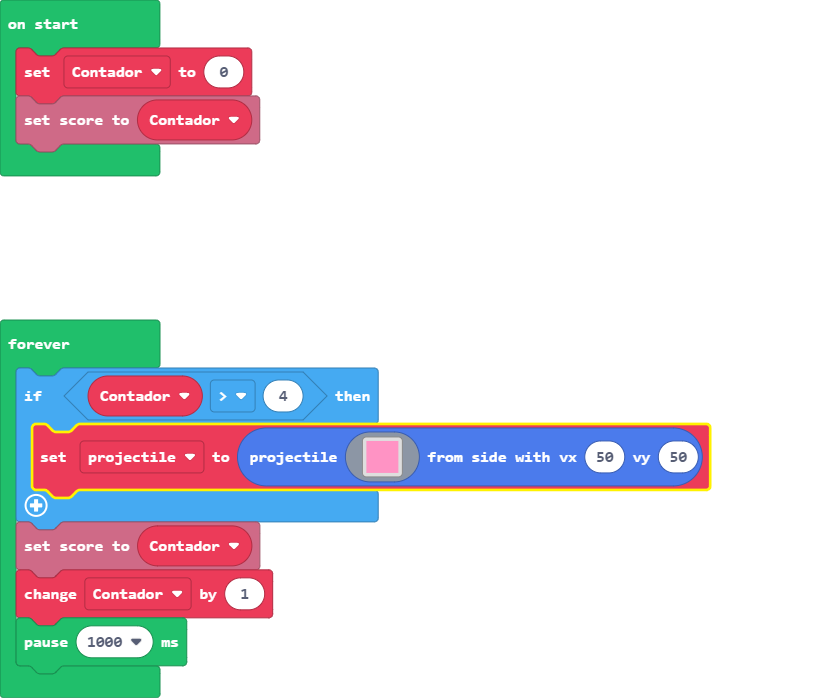 on start
set Contador to 0
set score to Contador
forever
if Contador > 4 then
set projectile to projectile from side with vx 50 vy 50
set score to Contador
change Contador by 1
pause 1000 ms